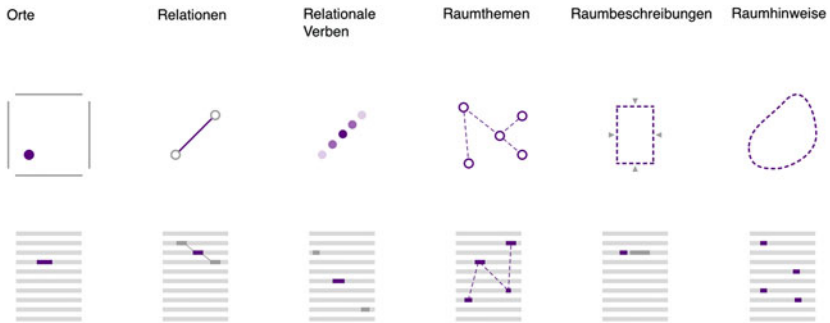 Orte
Relationen
Relationale
Verben
Raumthemen
Raumbeschreibungen
Raumhinweise